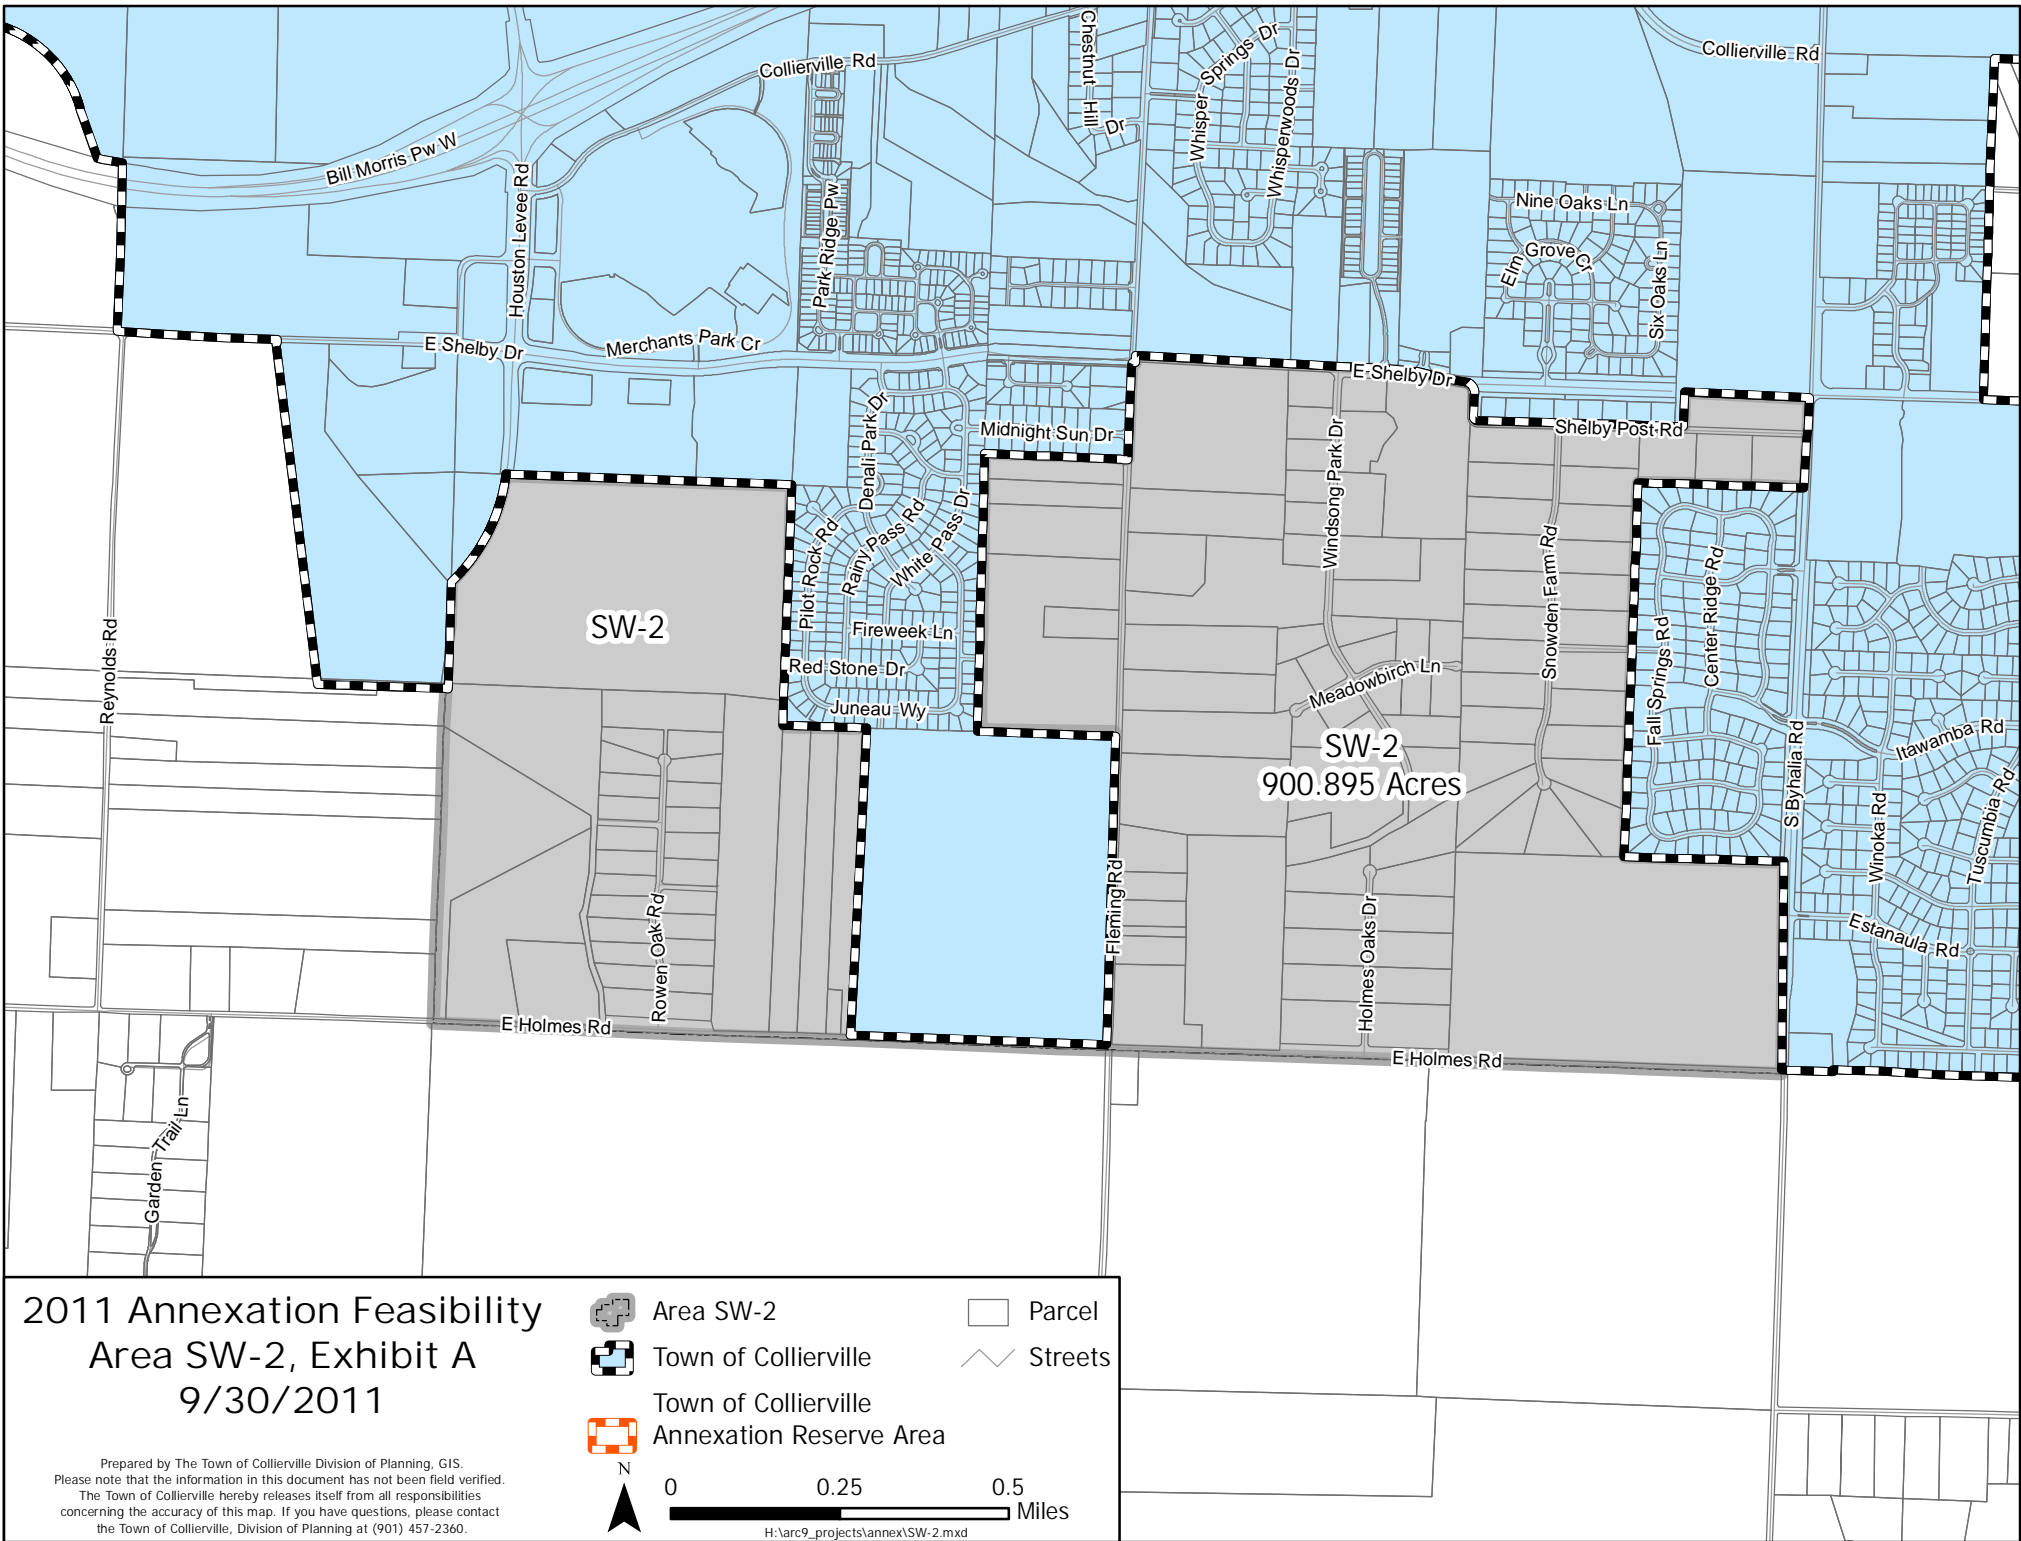 Collierville Rd
Chestnut Hill Dr
Whisper Springs Dr
Whisperwoods Dr
Collierville Rd
Bill Morris Pw W
Houston Levee Rd
Park Ridge Pw
Nine Oaks Ln
Elm Grove Cr
Six Oaks Ln
E Shelby Dr
Merchants Park Cr
E Shelby Dr
Midnight Sun Dr
Shelby Post Rd
Denali Park Dr
Windsong Park Dr
Pilot Rock Rd
Rainy Pass Rd
White Pass Dr
Snowden Farm Rd
Center Ridge Rd
Fall Springs Rd
SW-2
Fireweek Ln
Reynolds Rd
Red Stone Dr
Meadowbirch Ln
Juneau Wy
SW-2
900.895 Acres
Itawamba Rd
S Byhalia Rd
Winoka Rd
Tuscumbia Rd
Fleming Rd
Rowen Oak Rd
Holmes Oaks Dr
Estanaula Rd
E Holmes Rd
E Holmes Rd
Garden Trail Ln
2011 Annexation Feasibility
Area SW-2, Exhibit A
9/30/2011
Prepared by The Town of Collierville Division of Planning, GIS.
Please note that the information in this document has not been field verified.
The Town of Collierville hereby releases itself from all responsibilities
concerning the accuracy of this map. If you have questions, please contact
the Town of Collierville, Division of Planning at (901) 457-2360.
Area SW-2
Parcel
Town of Collierville
Streets
Town of Collierville
Annexation Reserve Area
N
0 0.25 0.5
Miles
H:\arc9_projects\annex\SW-2.mxd